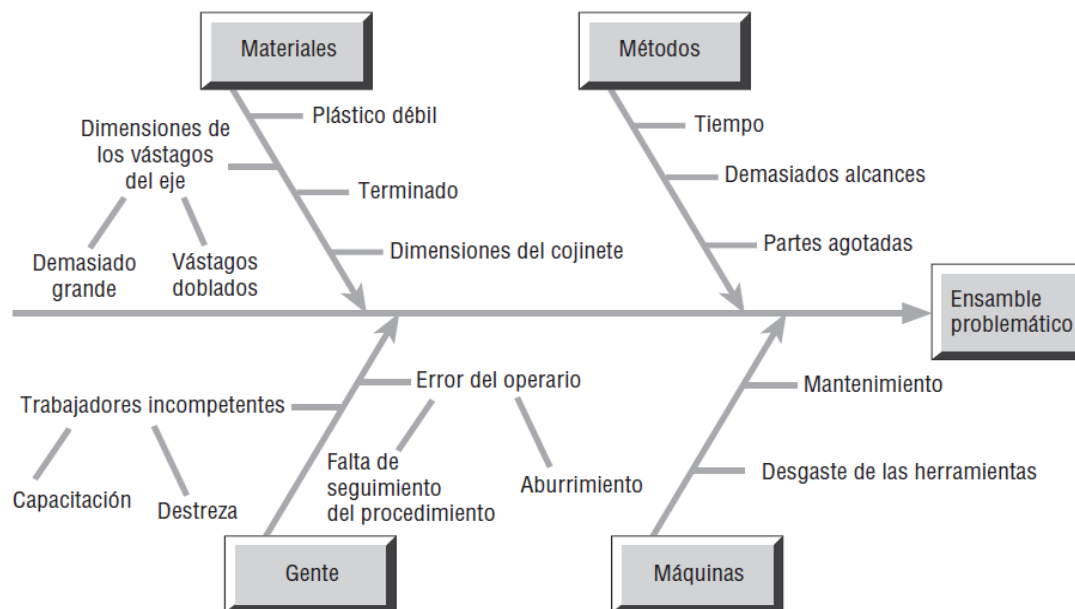 Materiales
Métodos
Plástico débil
Tiempo
Dimensiones de
los vástagos
del eje
Demasiados alcances
Terminado
Partes agotadas
Dimensiones del cojinete
Demasiado
grande
Vástagos
doblados
Ensamble
problemático
Error del operario
Mantenimiento
Trabajadores incompetentes
Falta de
seguimiento
del procedimiento
Aburrimiento
Desgaste de las herramientas
Capacitación
Destreza
Gente
Máquinas